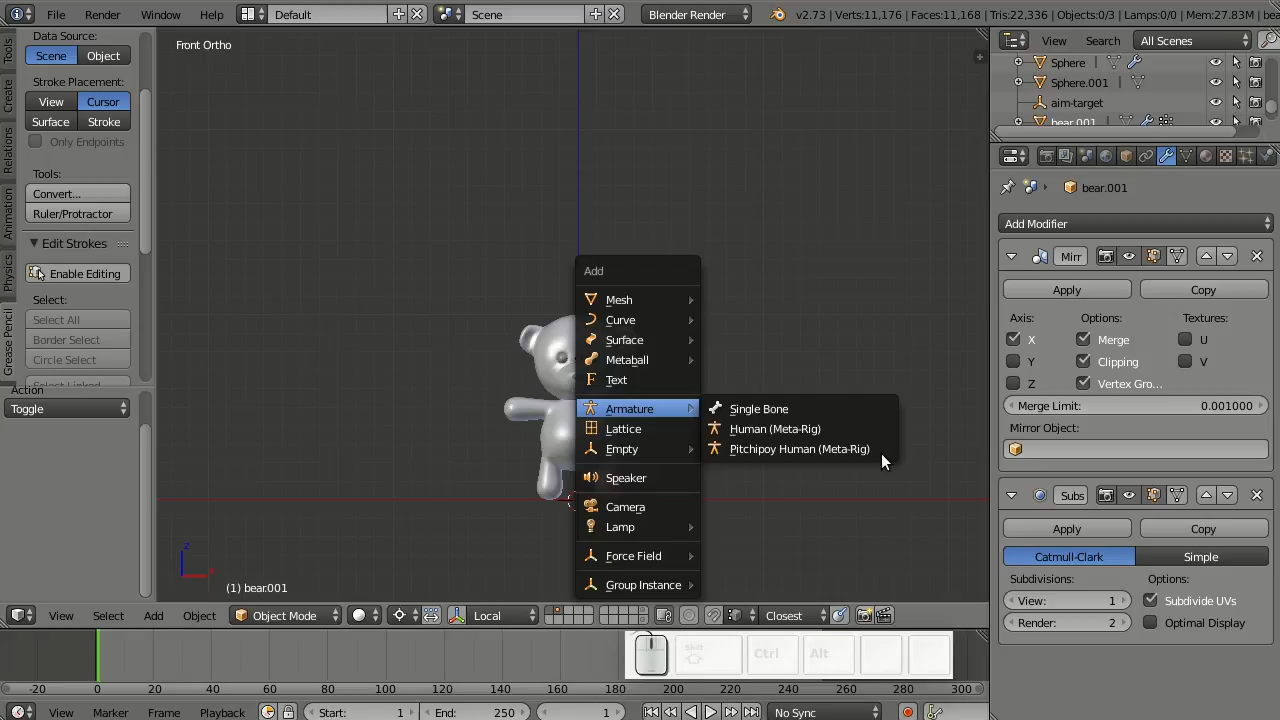 File Render Window Help Default Scene Blender Render v2.73 | Verts:11,176 | Faces:11,168 | Tris:22,336 | Objects:0/3 | Lamps:0/0 | Mem:27.83M | bea
Tools
Create
Relations
Animation
Physics
Grease Pencil
Data Source:
Scene Object
Stroke Placement:
View Cursor
Surface Stroke
Only Endpoints
Tools:
Convert...
Ruler/Protractor
Edit Strokes
Enable Editing
Select:
Select All
Border Select
Circle Select
Select Linked
Action
Toggle
Front Ortho
Add
Mesh
Curve
Surface
Metaball
Text
Armature
Lattice
Empty
Speaker
Camera
Lamp
Force Field
Group Instance
Single Bone
Human (Meta-Rig)
Pitchipoy Human (Meta-Rig)
z
x
(1) bear.001
View Select Add Object Object Mode Local Closest
Ctrl Alt
-20 0 20 40 60 80 100 120 140 160 180 200 220 240 260 280 300
View Marker Frame Playback Start: 1 End: 250 1 No Sync
View Search All Scenes
Sphere
Sphere.001
aim-target
bear.001
bear.001
Add Modifier
Mirr
Apply Copy
Axis: Options: Textures:
X Merge U
Y Clipping V
Z Vertex Gro...
Merge Limit: 0.001000
Mirror Object:
Subs
Apply Copy
Catmull-Clark Simple
Subdivisions: Options:
View: 1 Subdivide UVs
Render: 2 Optimal Display